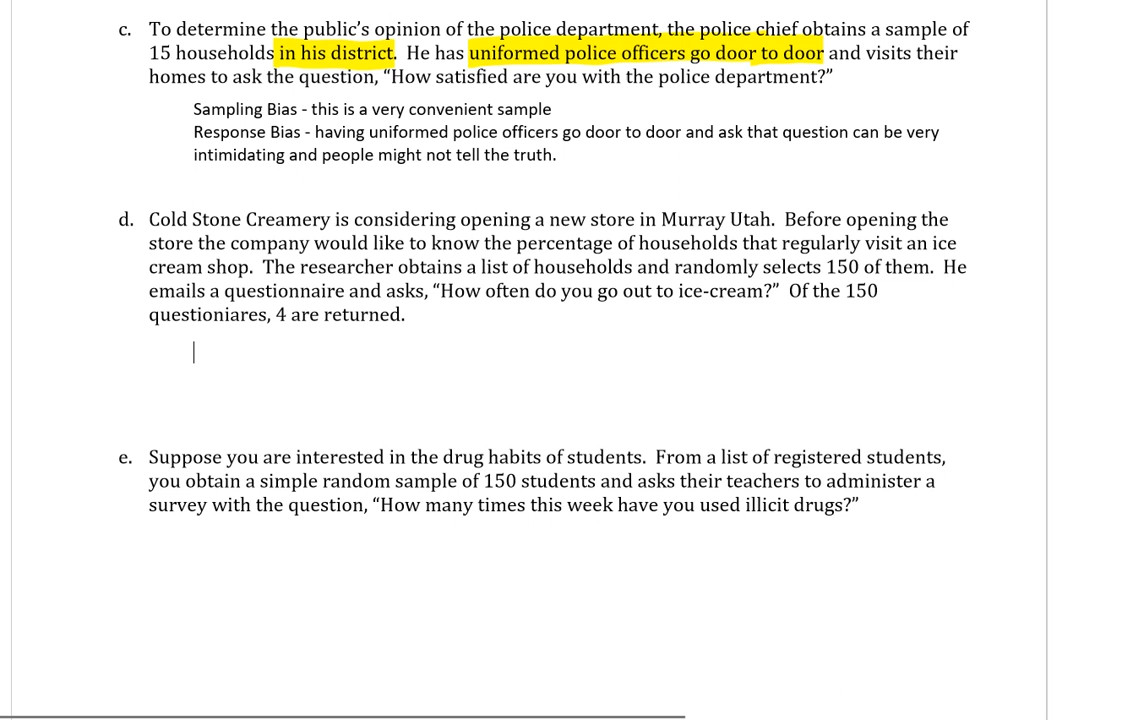 c. To determine the public's opinion of the police department, the police chief obtains a sample of
15 households in his district. He has uniformed police officers go door to door and visits their
homes to ask the question, "How satisfied are you with the police department?"
Sampling Bias - this is a very convenient sample
Response Bias - having uniformed police officers go door to door and ask that question can be very
intimidating and people might not tell the truth.
d. Cold Stone Creamery is considering opening a new store in Murray Utah. Before opening the
store the company would like to know the percentage of households that regularly visit an ice
cream shop. The researcher obtains a list of households and randomly selects 150 of them. He
emails a questionnaire and asks, "How often do you go out to ice-cream?" Of the 150
questioniares, 4 are returned.
e. Suppose you are interested in the drug habits of students. From a list of registered students,
you obtain a simple random sample of 150 students and asks their teachers to administer a
survey with the question, "How many times this week have you used illicit drugs?"